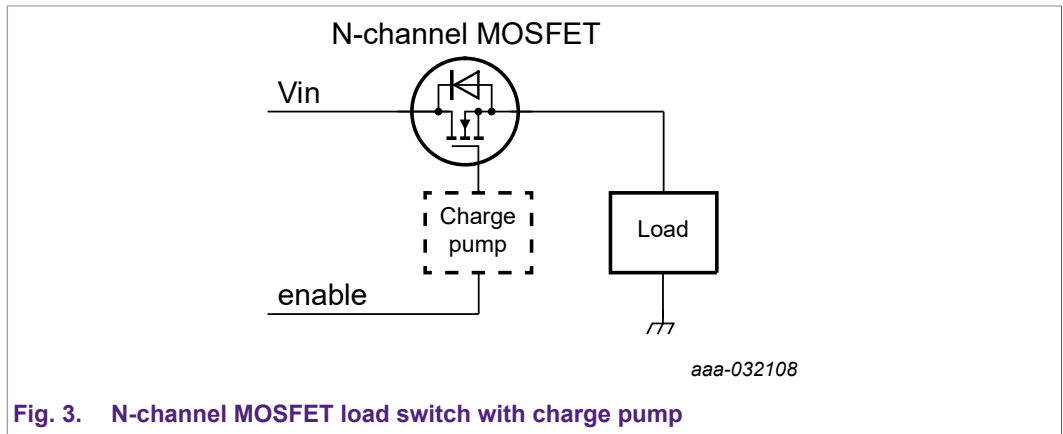 N-channel MOSFET
Vin
Charge
pump
Load
enable
aaa-032108
Fig. 3. N-channel MOSFET load switch with charge pump